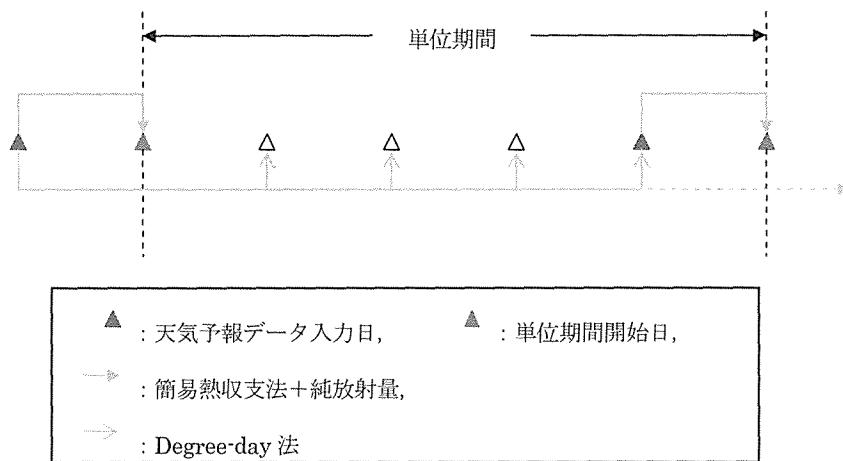 単位期間
：天気予報データ入力日,
：単位期間開始日,
：簡易熱収支法＋純放射量,
：Degree-day 法